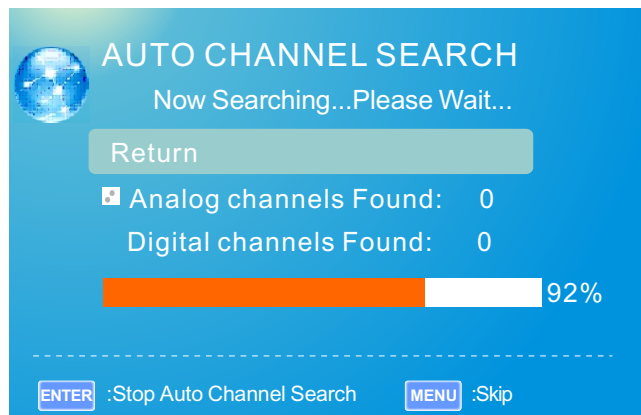 AUTO CHANNEL SEARCH
Now Searching...Please Wait...
Return
Analog channels Found: 0
Digital channels Found: 0
92%
ENTER :Stop Auto Channel Search MENU :Skip